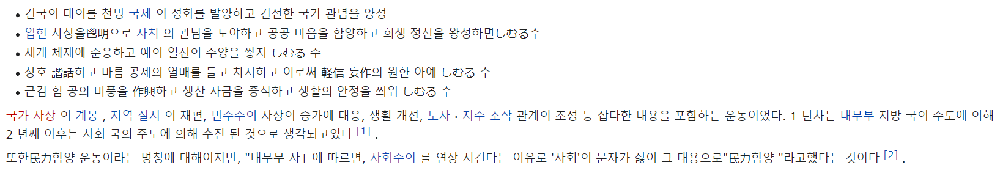 • 건국의 대의를 천명 국체 의 정화를 발양하고 건전한 국가 관념을 양성
• 입헌 사상을鬯明으로 자치 의 관념을 도야하고 공공 마음을 함양하고 희생 정신을 왕성하면しむる수
• 세계 체제에 순응하고 예의 일신의 수양을 쌓지 しむる 수
• 상호 諧話하고 마름 공제의 열매를 들고 차지하고 이로써 軽信 妄作의 원한 아예 しむる 수
• 근검 힘 공의 미풍을 作興하고 생산 자금을 증식하고 생활의 안정을 씌워 しむる 수
국가 사상 의 계몽 , 지역 질서 의 재편, 민주주의 사상의 증가에 대응, 생활 개선, 노사 · 지주 소작 관계의 조정 등 잡다한 내용을 포함하는 운동이었다. 1 년차는 내무부 지방 국의 주도에 의해
2 년째 이후는 사회 국의 주도에 의해 추진 된 것으로 생각되고있다 [1] .
또한民力함양 운동이라는 명칭에 대해이지만, "내무부 사」에 따르면, 사회주의 를 연상 시킨다는 이유로 '사회'의 문자가 싫어 그 대용으로"民力함양 "라고했다는 것이다 [2] .